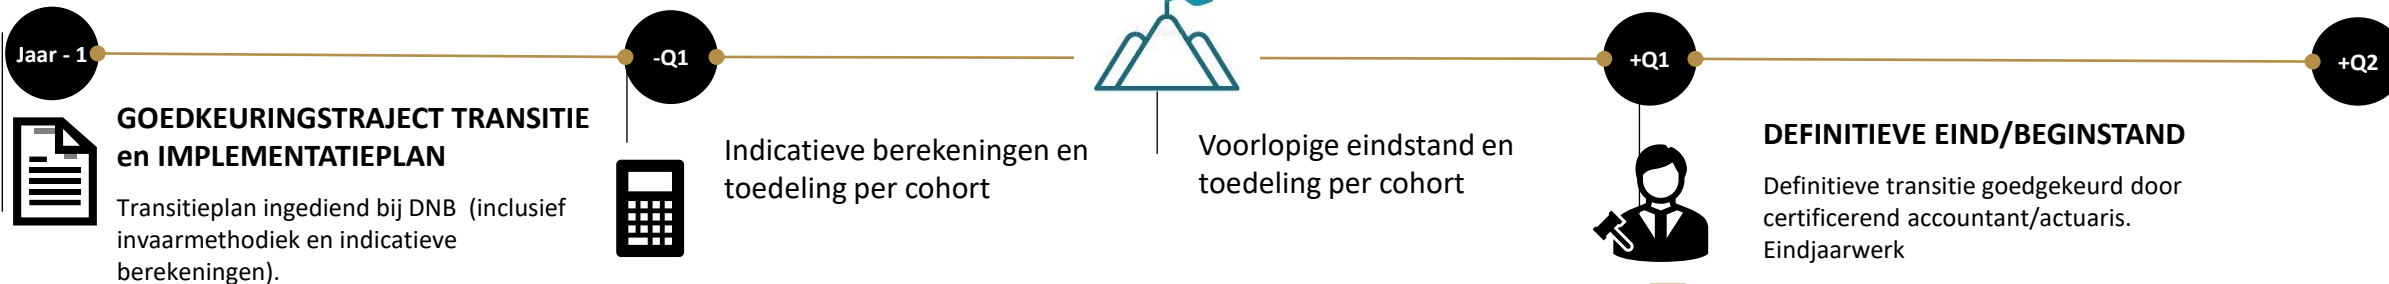 Jaar - 1
GOEDKEURINGSTRAJECT TRANSITIE
en IMPLEMENTATIEPLAN
Transitieplan ingediend bij DNB (inclusief
invaarmethodiek en indicatieve
berekeningen).
-Q1
Indicatieve berekeningen en
toedeling per cohort
Voorlopige eindstand en
toedeling per cohort
+Q1
DEFINITIEVE EIND/BEGINSTAND
Definitieve transitie goedgekeurd door
certificerend accountant/actuaris.
Eindjaarwerk
+Q2